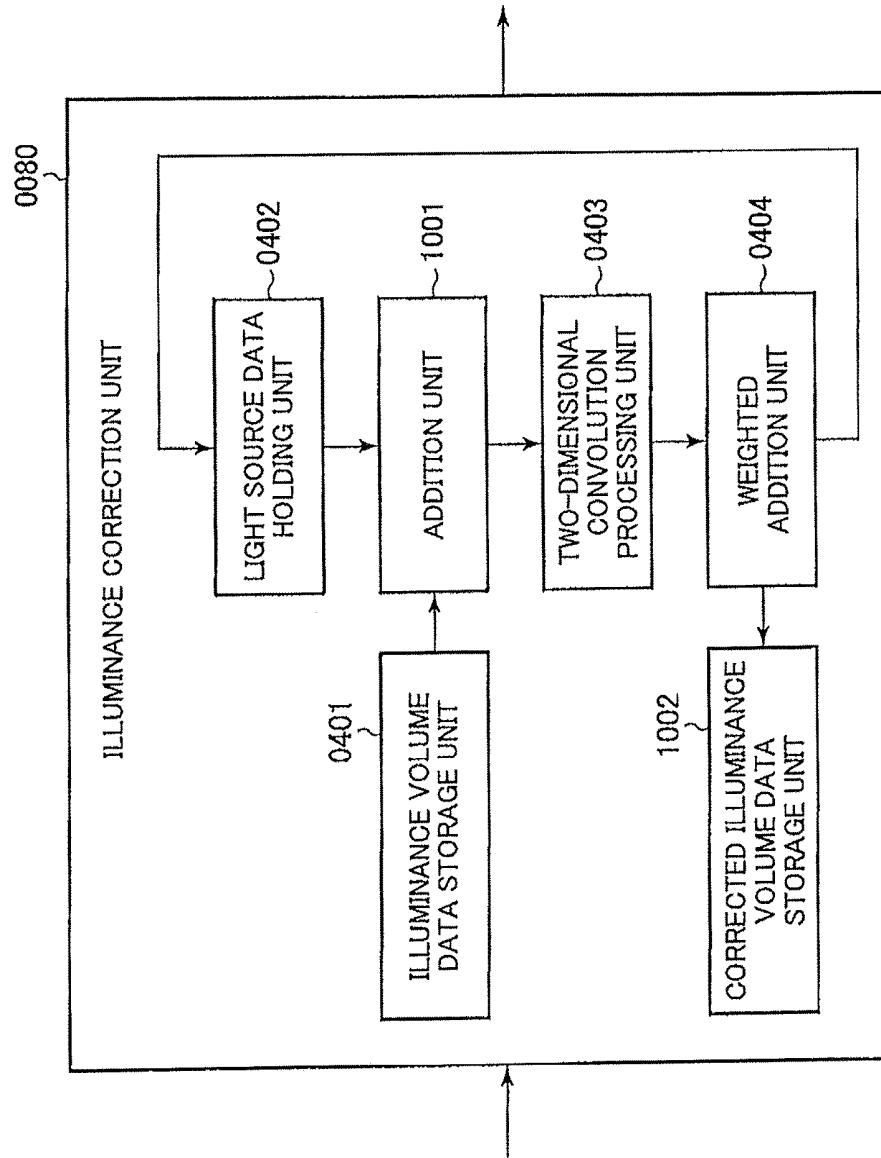 0080
ILLUMINANCE CORRECTION UNIT
0402
LIGHT SOURCE DATA
HOLDING UNIT
0401
ILLUMINANCE VOLUME
DATA STORAGE UNIT
1001
ADDITION UNIT
0403
TWO-DIMENSIONAL
CONVOLUTION
PROCESSING UNIT
1002
CORRECTED ILLUMINANCE
VOLUME DATA
STORAGE UNIT
0404
WEIGHTED
ADDITION UNIT